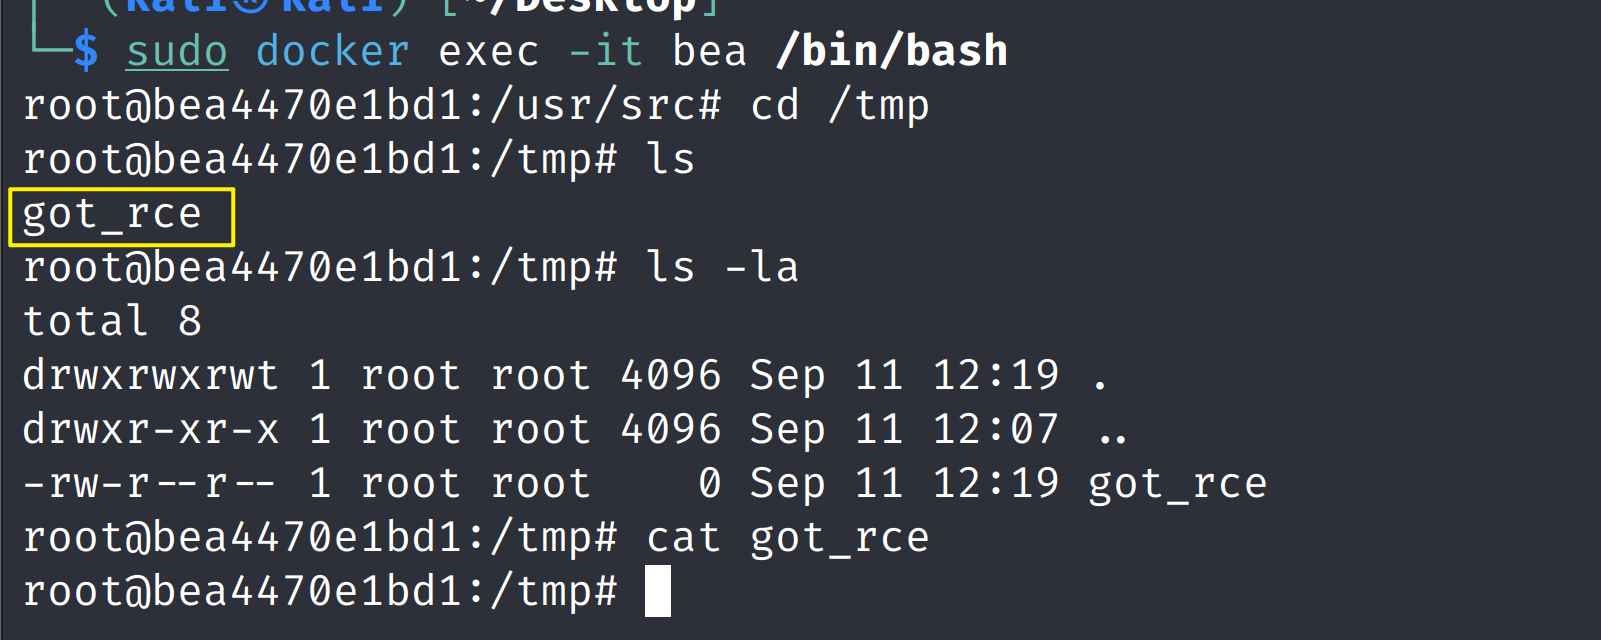 (kali㉿kali) [~/Desktop]
└─$ sudo docker exec -it bea /bin/bash
root@bea4470e1bd1:/usr/src# cd /tmp
root@bea4470e1bd1:/tmp# ls
got_rce
root@bea4470e1bd1:/tmp# ls -la
total 8
drwxrwxrwt 1 root root 4096 Sep 11 12:19 .
drwxr-xr-x 1 root root 4096 Sep 11 12:07 ..
-rw-r--r-- 1 root root    0 Sep 11 12:19 got_rce
root@bea4470e1bd1:/tmp# cat got_rce
root@bea4470e1bd1:/tmp#